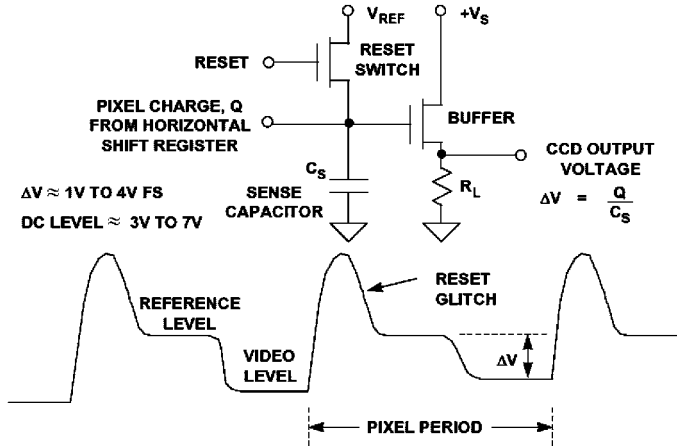 V_REF
+V_S
RESET
RESET
SWITCH
PIXEL CHARGE, Q
FROM HORIZONTAL
SHIFT REGISTER
BUFFER
CCD OUTPUT
VOLTAGE
ΔV = Q
C_S
C_S
SENSE
CAPACITOR
R_L
ΔV ≈ 1V TO 4V FS
DC LEVEL ≈ 3V TO 7V
REFERENCE
LEVEL
RESET
GLITCH
VIDEO
LEVEL
ΔV
PIXEL PERIOD